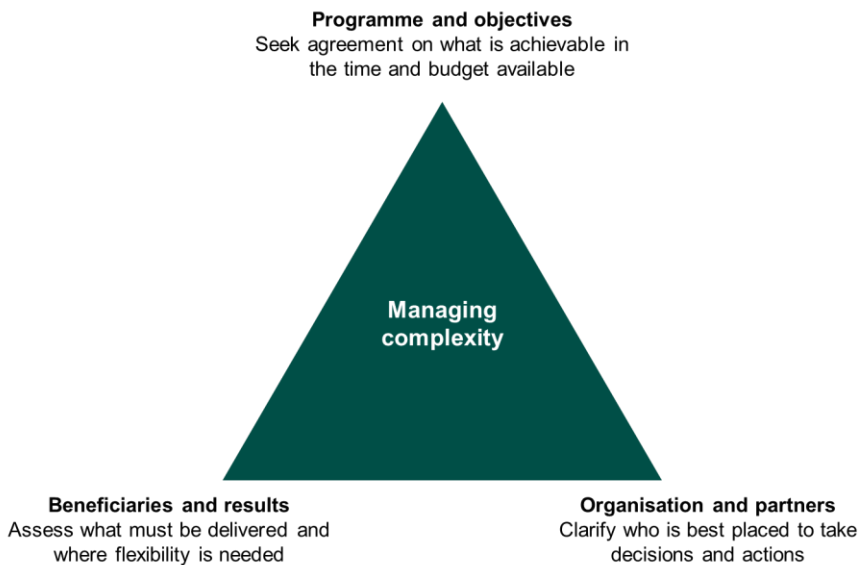 Programme and objectives
Seek agreement on what is achievable in
the time and budget available
Managing
complexity
Beneficiaries and results
Assess what must be delivered and
where flexibility is needed
Organisation and partners
Clarify who is best placed to take
decisions and actions